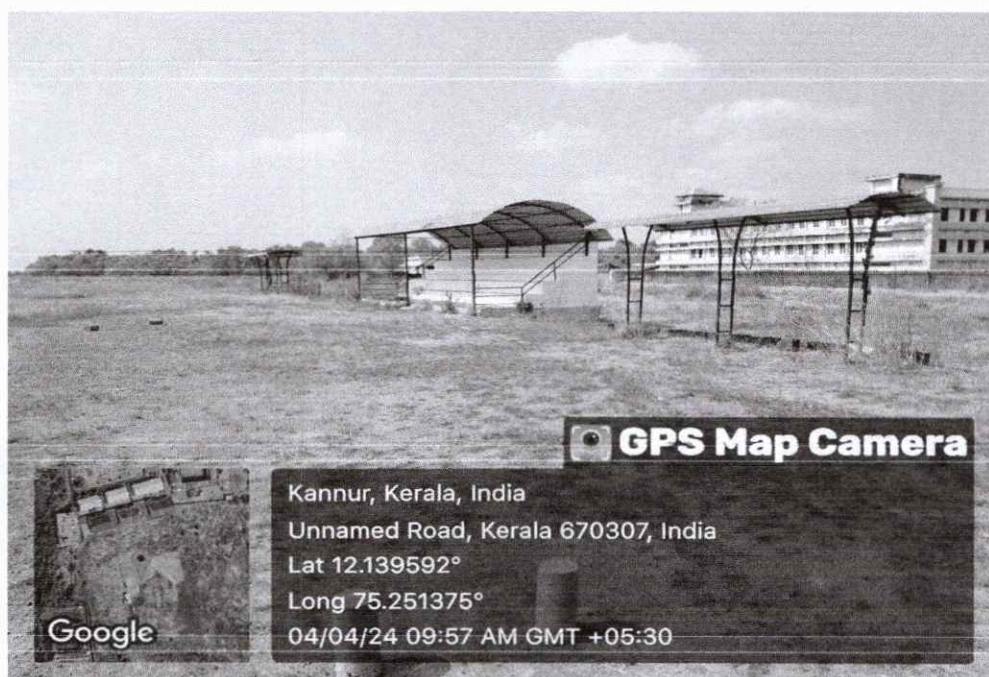 GPS Map Camera
Kannur, Kerala, India
Unnamed Road, Kerala 670307, India
Lat 12.139592°
Long 75.251375°
04/04/24 09:57 AM GMT +05:30
Google